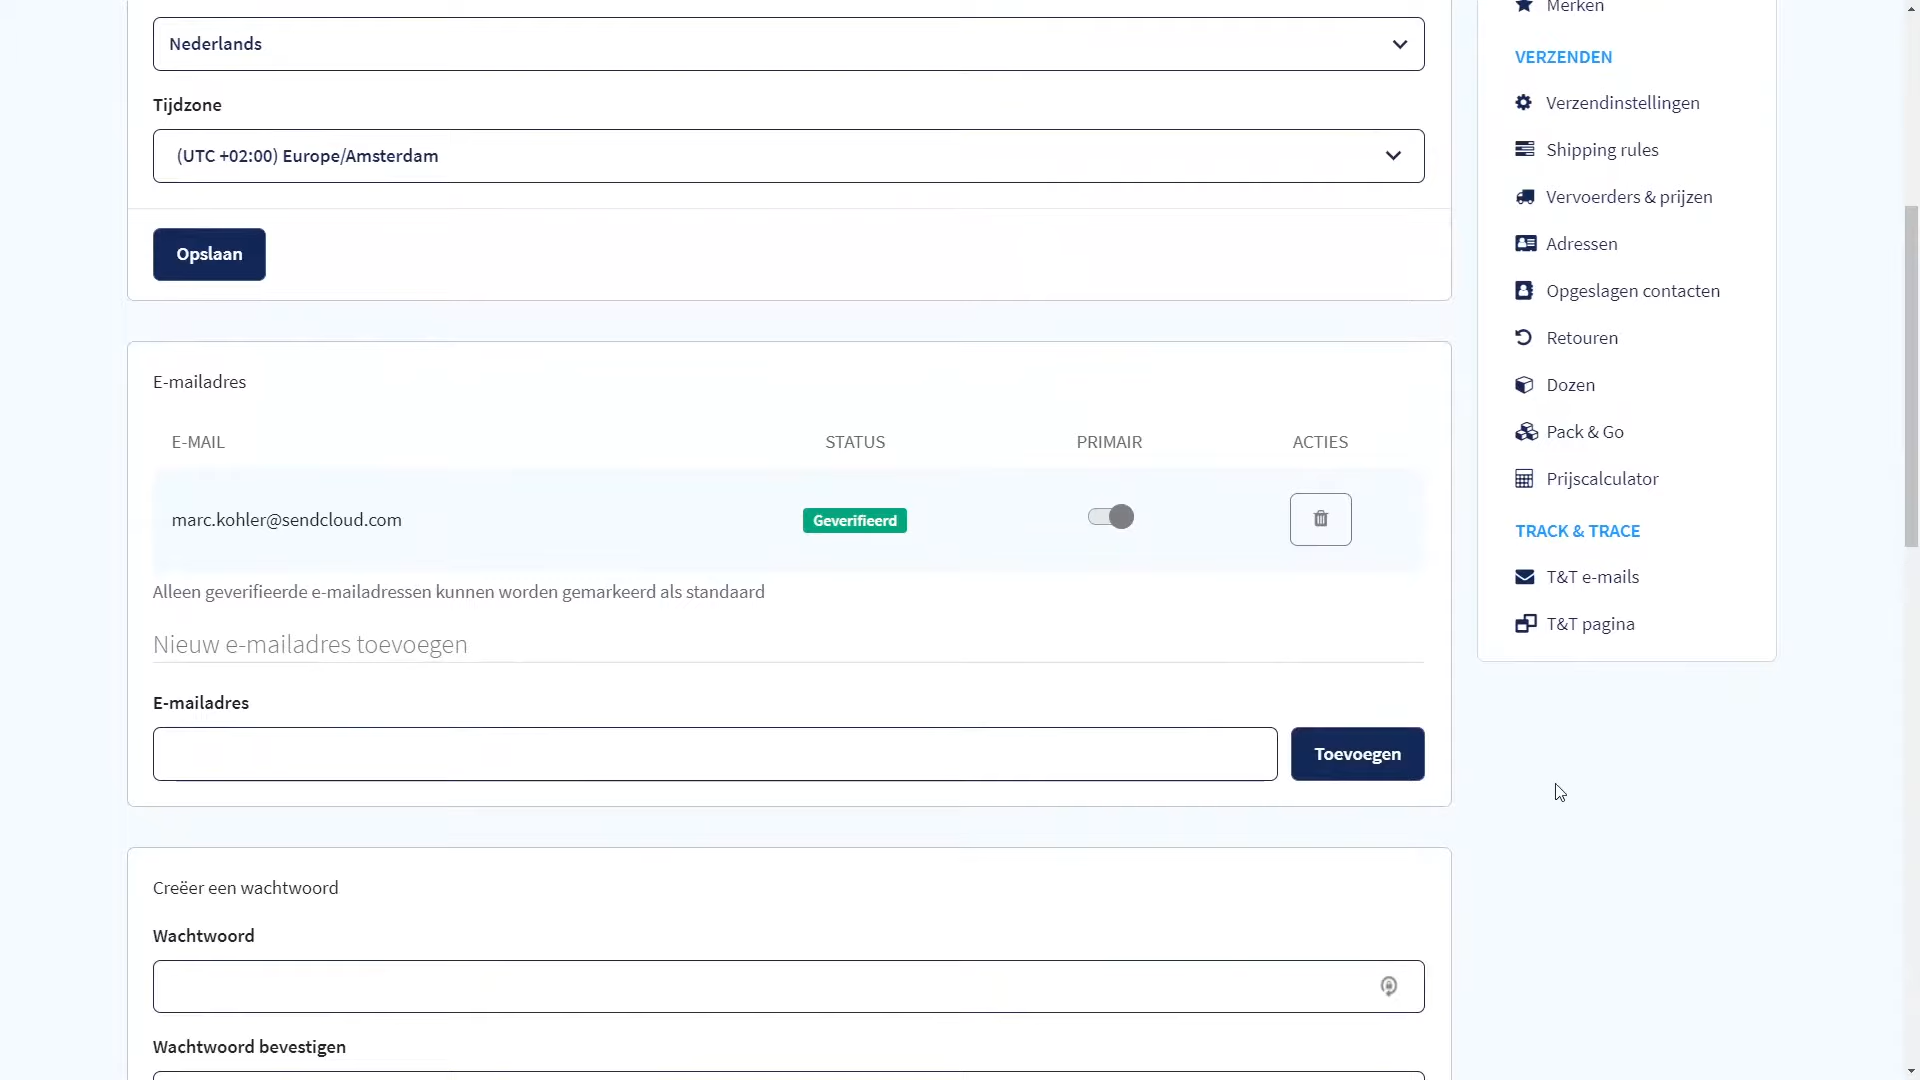 Nederlands
Tijdzone
(UTC +02:00) Europe/Amsterdam
Opslaan
E-mailadres
E-MAIL STATUS PRIMAIR ACTIES
marc.kohler@sendcloud.com Geverifieerd
Alleen geverifieerde e-mailadressen kunnen worden gemarkeerd als standaard
Nieuw e-mailadres toevoegen
E-mailadres
Toevoegen
Creëer een wachtwoord
Wachtwoord
Wachtwoord bevestigen
Merken
VERZENDEN
Verzendinstellingen
Shipping rules
Vervoerders & prijzen
Adressen
Opgeslagen contacten
Retouren
Dozen
Pack & Go
Prijscalculator
TRACK & TRACE
T&T e-mails
T&T pagina